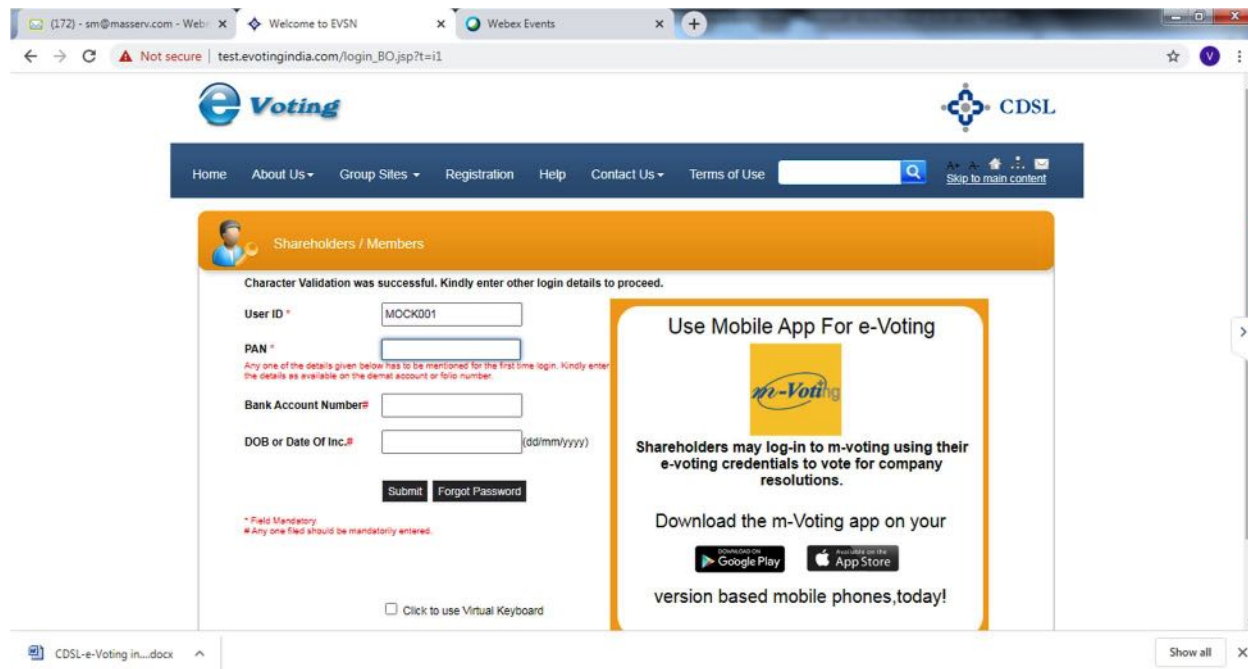 (172) - sm@masserv.com - Web
Welcome to EVSN
Webex Events
Not secure | test.evotingindia.com/login_BO.jsp?t=i1
V
e Voting
CDSL
Home About Us Group Sites Registration Help Contact Us Terms of Use
A+ A-
Skip to main content
Shareholders / Members
Character Validation was successful. Kindly enter other login details to proceed.
User ID * MOCK001
PAN *
Any one of the details given below has to be mentioned for the first time login. Kindly enter
the details as available on the demat account or folio number.
Bank Account Number#
DOB or Date Of Inc.# (dd/mm/yyyy)
Submit Forgot Password
* Field Mandatory.
# Any one filed should be mandatorily entered.
Click to use Virtual Keyboard
Use Mobile App For e-Voting
m-Voting
Shareholders may log-in to m-voting using their
e-voting credentials to vote for company
resolutions.
Download the m-Voting app on your
DOWNLOAD ON
Google Play
Available on the
App Store
version based mobile phones,today!
CDSL-e-Voting in....docx
Show all